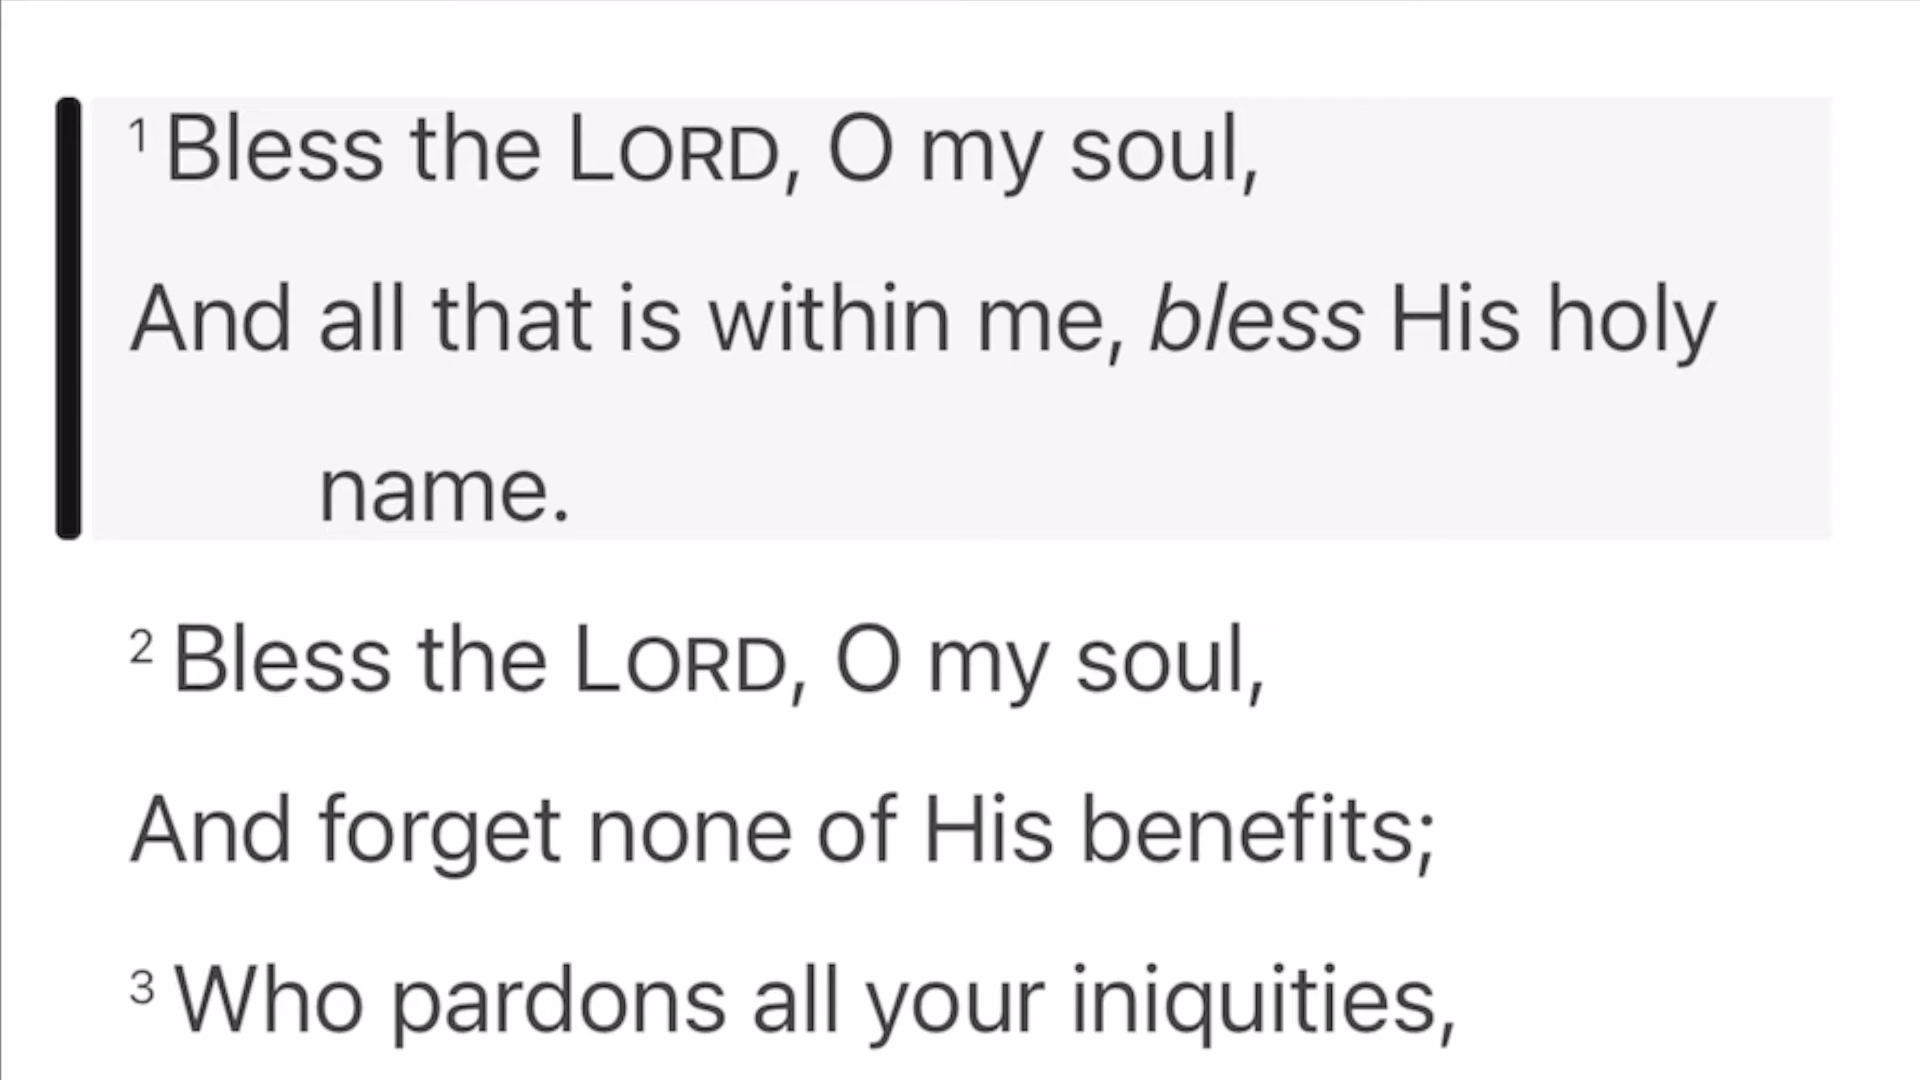 1 Bless the LORD, O my soul,
And all that is within me, bless His holy
name.
2 Bless the LORD, O my soul,
And forget none of His benefits;
3 Who pardons all your iniquities,